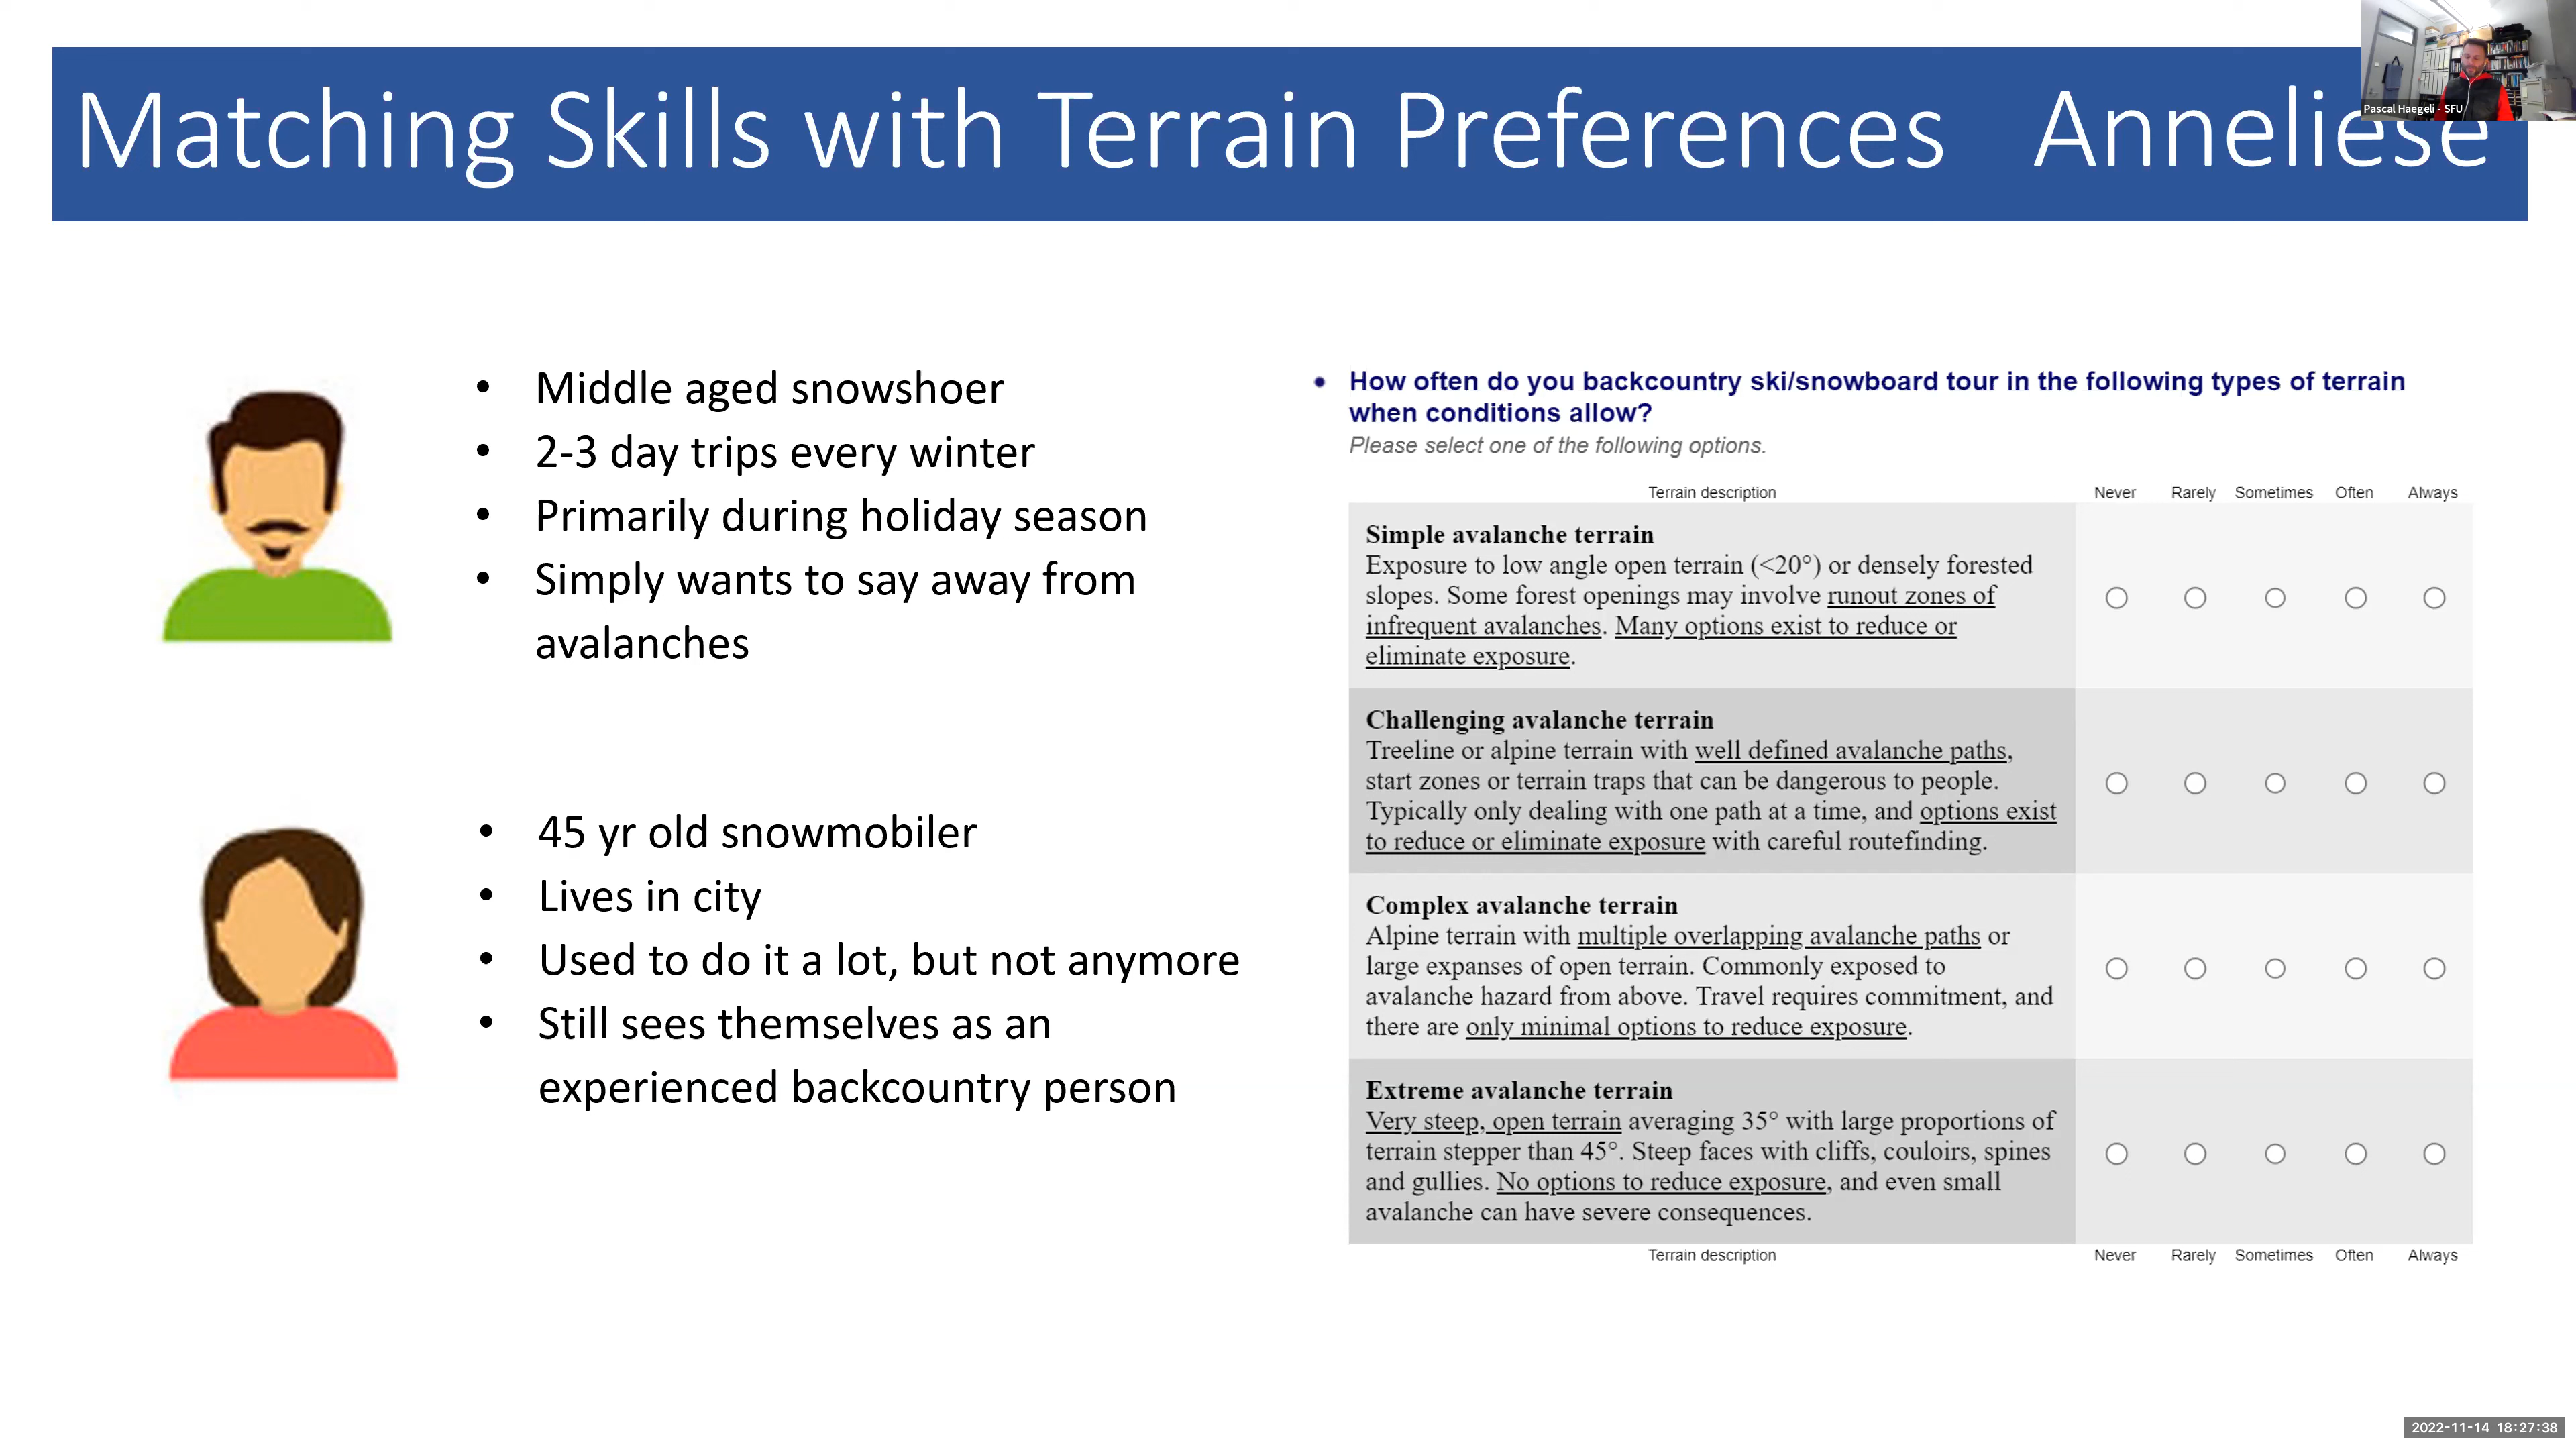 Matching Skills with Terrain Preferences Anneliese
Pascal Haegeli - SFU
• Middle aged snowshoer
• 2-3 day trips every winter
• Primarily during holiday season
• Simply wants to say away from
avalanches
• 45 yr old snowmobiler
• Lives in city
• Used to do it a lot, but not anymore
• Still sees themselves as an
experienced backcountry person
• How often do you backcountry ski/snowboard tour in the following types of terrain
when conditions allow?
Please select one of the following options.
Terrain description Never Rarely Sometimes Often Always
Simple avalanche terrain
Exposure to low angle open terrain (<20°) or densely forested
slopes. Some forest openings may involve runout zones of
infrequent avalanches. Many options exist to reduce or
eliminate exposure.
Challenging avalanche terrain
Treeline or alpine terrain with well defined avalanche paths,
start zones or terrain traps that can be dangerous to people.
Typically only dealing with one path at a time, and options exist
to reduce or eliminate exposure with careful routefinding.
Complex avalanche terrain
Alpine terrain with multiple overlapping avalanche paths or
large expanses of open terrain. Commonly exposed to
avalanche hazard from above. Travel requires commitment, and
there are only minimal options to reduce exposure.
Extreme avalanche terrain
Very steep, open terrain averaging 35° with large proportions of
terrain stepper than 45°. Steep faces with cliffs, couloirs, spines
and gullies. No options to reduce exposure, and even small
avalanche can have severe consequences.
Terrain description Never Rarely Sometimes Often Always
2022-11-14 18:27:38